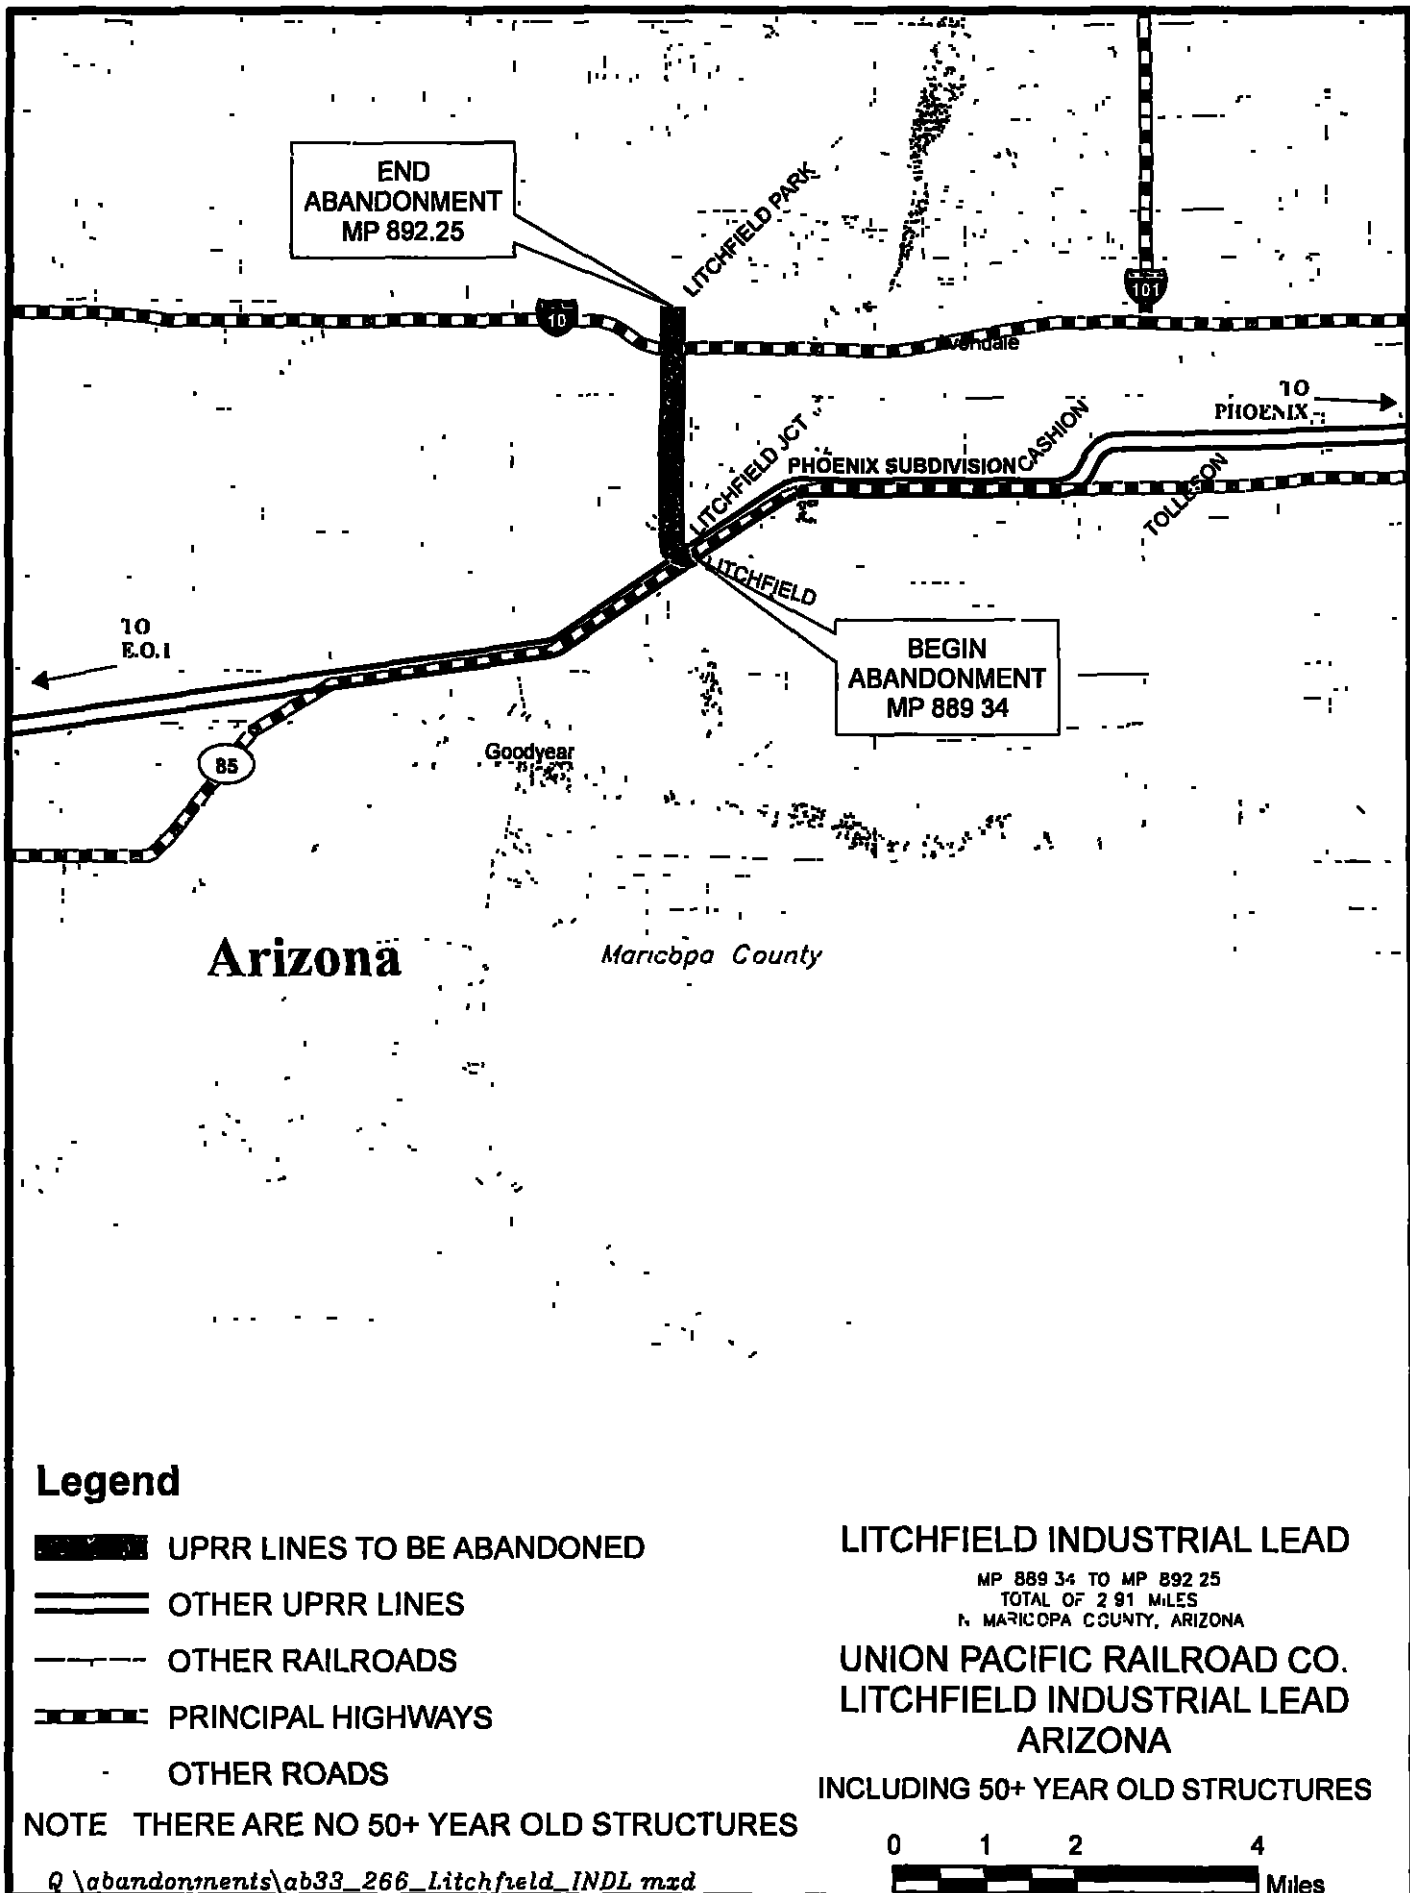 END
ABANDONMENT
MP 892.25
LITCHFIELD PARK
101
10
Avondale
TO
PHOENIX
LITCHFIELD JCT
PHOENIX SUBDIVISION
CASHION
TOLLESON
LITCHFIELD
TO
E.O.I
BEGIN
ABANDONMENT
MP 889 34
85
Goodyear
Arizona
Maricopa County
Legend
UPRR LINES TO BE ABANDONED
OTHER UPRR LINES
OTHER RAILROADS
PRINCIPAL HIGHWAYS
OTHER ROADS
NOTE THERE ARE NO 50+ YEAR OLD STRUCTURES
Q \abandonments\ab33_266_Litchfield_INDL mxd
LITCHFIELD INDUSTRIAL LEAD
MP 889 34 TO MP 892 25
TOTAL OF 2 91 MILES
MARICOPA COUNTY, ARIZONA
UNION PACIFIC RAILROAD CO.
LITCHFIELD INDUSTRIAL LEAD
ARIZONA
INCLUDING 50+ YEAR OLD STRUCTURES
0 1 2 4
Miles